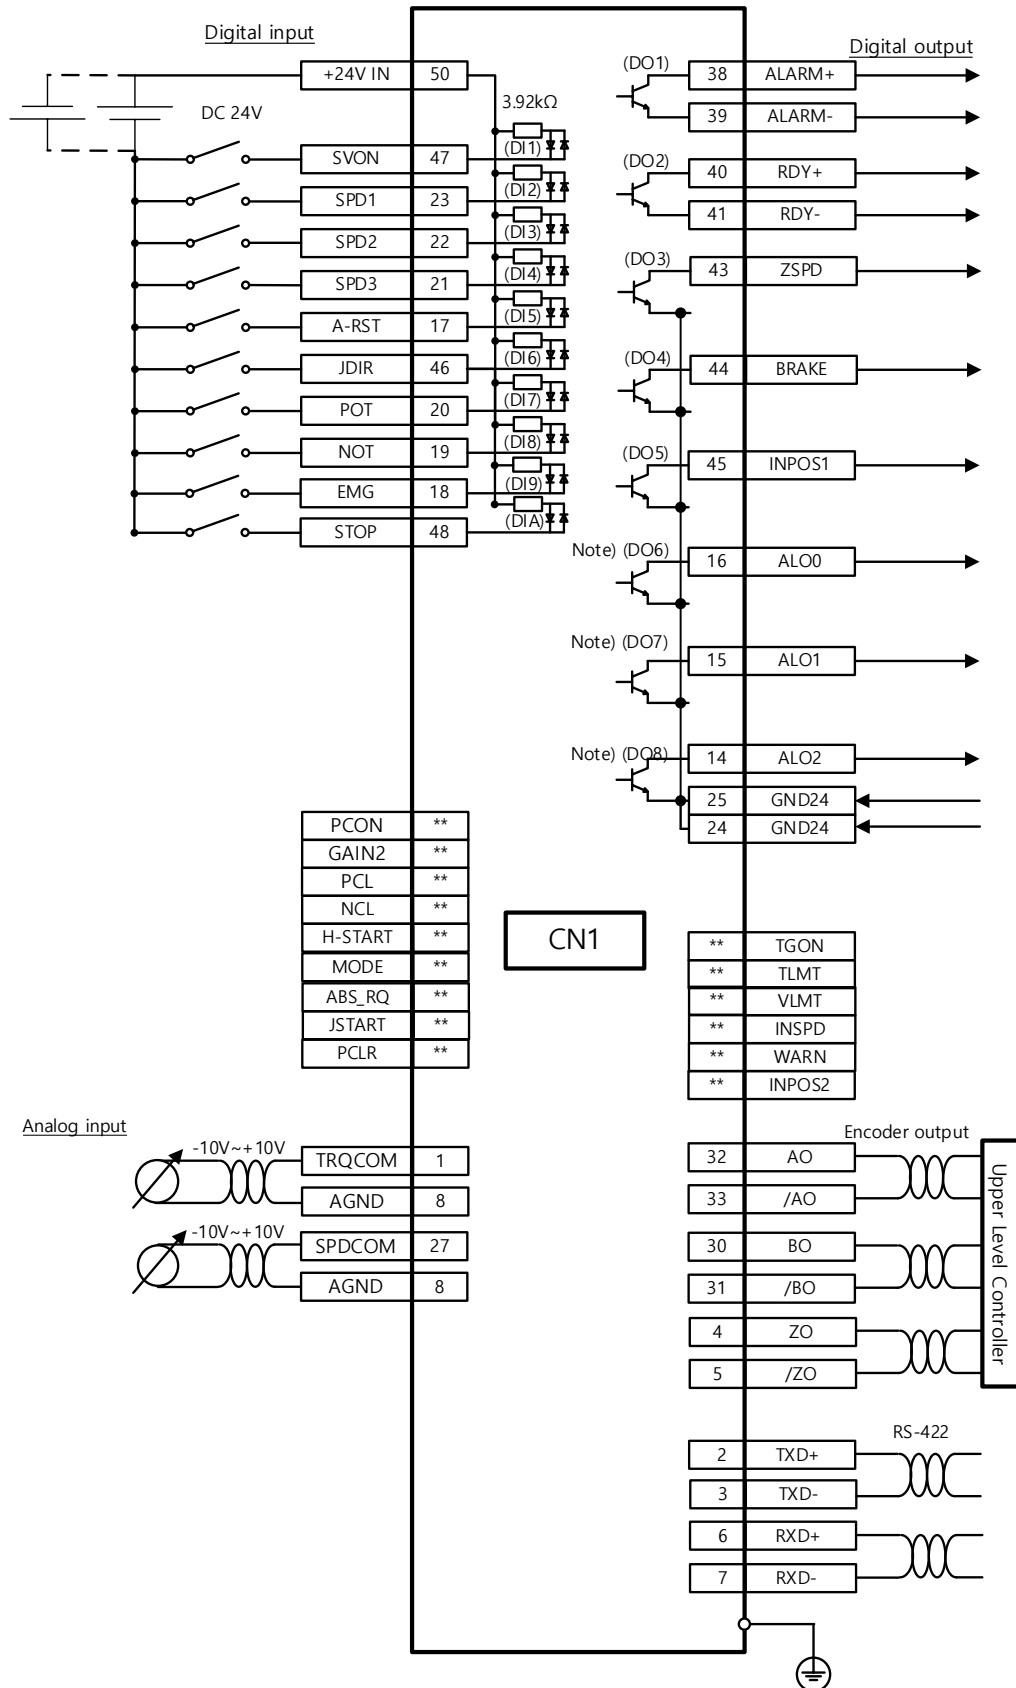 Digital input
Digital output
+24V IN 50
DC 24V
3.92kΩ
SVON 47 (DI1)
SPD1 23 (DI2)
SPD2 22 (DI3)
SPD3 21 (DI4)
A-RST 17 (DI5)
JDIR 46 (DI6)
POT 20 (DI7)
NOT 19 (DI8)
EMG 18 (DI9)
STOP 48 (DIA)
(DO1) 38 ALARM+
39 ALARM-
(DO2) 40 RDY+
41 RDY-
(DO3) 43 ZSPD
(DO4) 44 BRAKE
(DO5) 45 INPOS1
Note) (DO6) 16 ALO0
Note) (DO7) 15 ALO1
Note) (DO8) 14 ALO2
25 GND24
24 GND24
PCON **
GAIN2 **
PCL **
NCL **
H-START **
MODE **
ABS_RQ **
JSTART **
PCLR **
CN1
** TGON
** TLMT
** VLMT
** INSPD
** WARN
** INPOS2
Analog input
-10V~+10V
TRQCOM 1
AGND 8
-10V~+10V
SPDCOM 27
AGND 8
Encoder output
32 AO
33 /AO
30 BO
31 /BO
4 ZO
5 /ZO
Upper Level Controller
RS-422
2 TXD+
3 TXD-
6 RXD+
7 RXD-